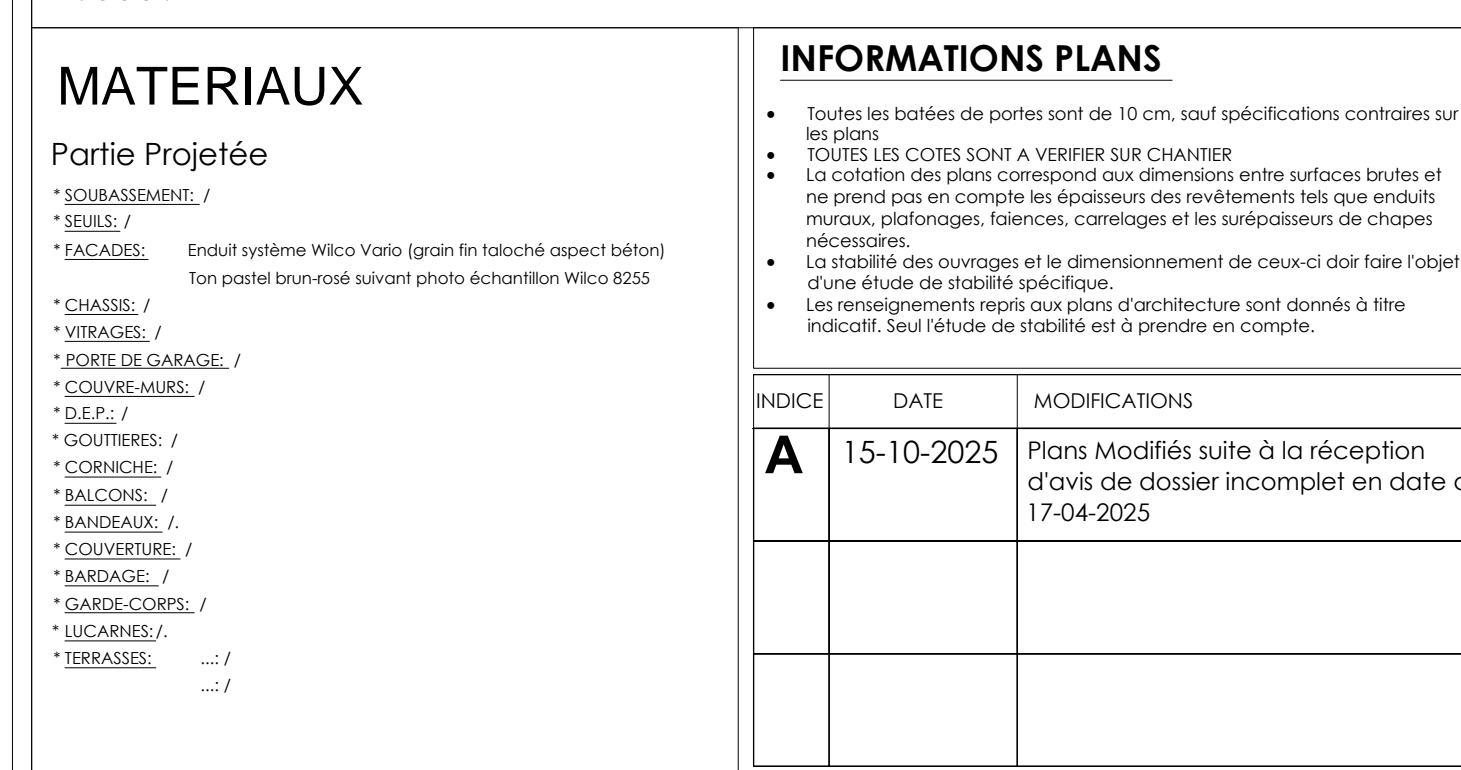 MATERIAUX
Partie Projetée
* SOUBASSEMENT: /
* SEUILS: /
* FACADES: Enduit système Wilco Vario (grain fin taloché aspect béton)
Ton pastel brun-rosé suivant photo échantillon Wilco 8255
* CHASSIS: /
* VITRAGES: /
* PORTE DE GARAGE: /
* COUVRE-MURS: /
* D.E.P.: /
* GOUTTIERES: /
* CORNICHE: /
* BALCONS: /
* BANDEAUX: /.
* COUVERTURE: /
* BARDAGE: /
* GARDE-CORPS: /
* LUCARNES:/.
* TERRASSES: ...: /
...: /
INFORMATIONS PLANS
• Toutes les batées de portes sont de 10 cm, sauf spécifications contraires sur
les plans
• TOUTES LES COTES SONT A VERIFIER SUR CHANTIER
• La cotation des plans correspond aux dimensions entre surfaces brutes et
ne prend pas en compte les épaisseurs des revêtements tels que enduits
muraux, plafonages, faiences, carrelages et les surépaisseurs de chapes
nécessaires.
• La stabilité des ouvrages et le dimensionnement de ceux-ci doir faire l'objet
d'une étude de stabilité spécifique.
• Les renseignements repris aux plans d'architecture sont donnés à titre
indicatif. Seul l'étude de stabilité est à prendre en compte.
INDICE DATE MODIFICATIONS
A 15-10-2025 Plans Modifiés suite à la réception
d'avis de dossier incomplet en date
17-04-2025